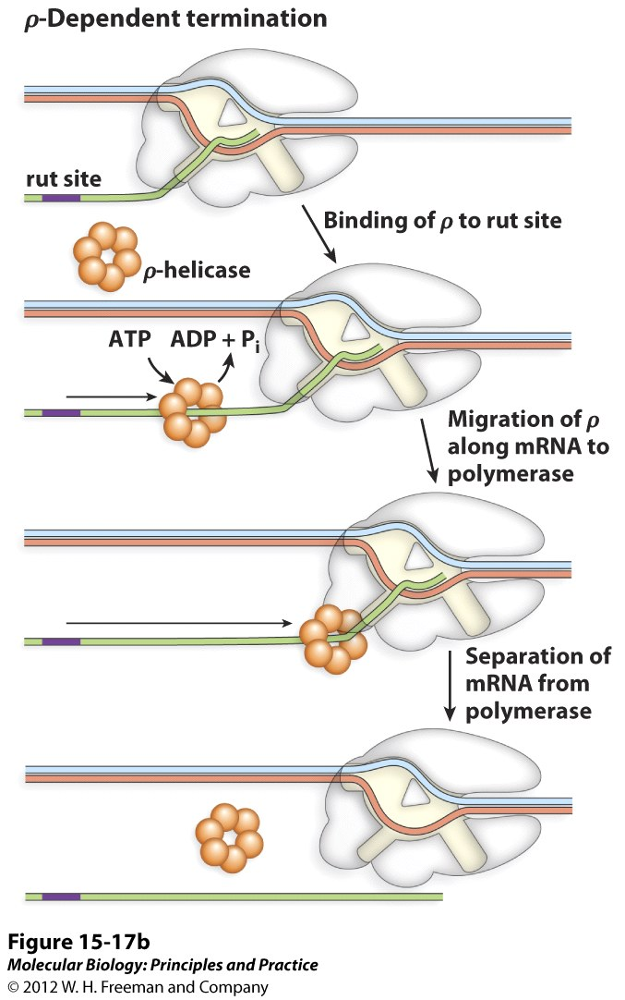 ρ-Dependent termination
rut site
Binding of ρ to rut site
ρ-helicase
ATP ADP + Pi
Migration of ρ
along mRNA to
polymerase
Separation of
mRNA from
polymerase
Figure 15-17b
Molecular Biology: Principles and Practice
© 2012 W. H. Freeman and Company